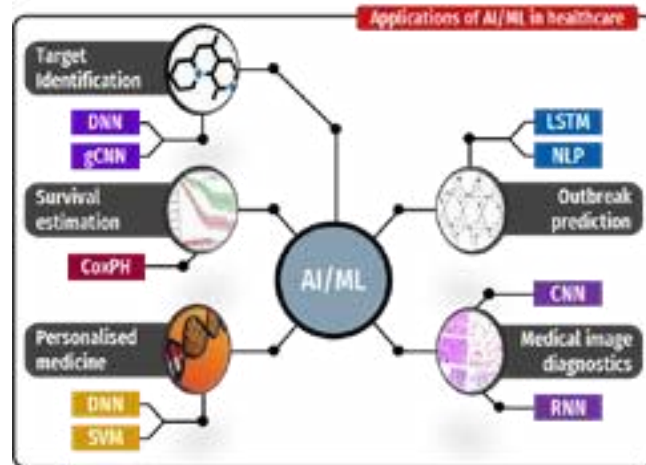 Applications of AI/ML in healthcare
Target
Identification
DNN
gCNN
Survival
estimation
CoxPH
Personalised
medicine
DNN
SVM
AI/ML
LSTM
NLP
Outbreak
prediction
CNN
Medical image
diagnostics
RNN